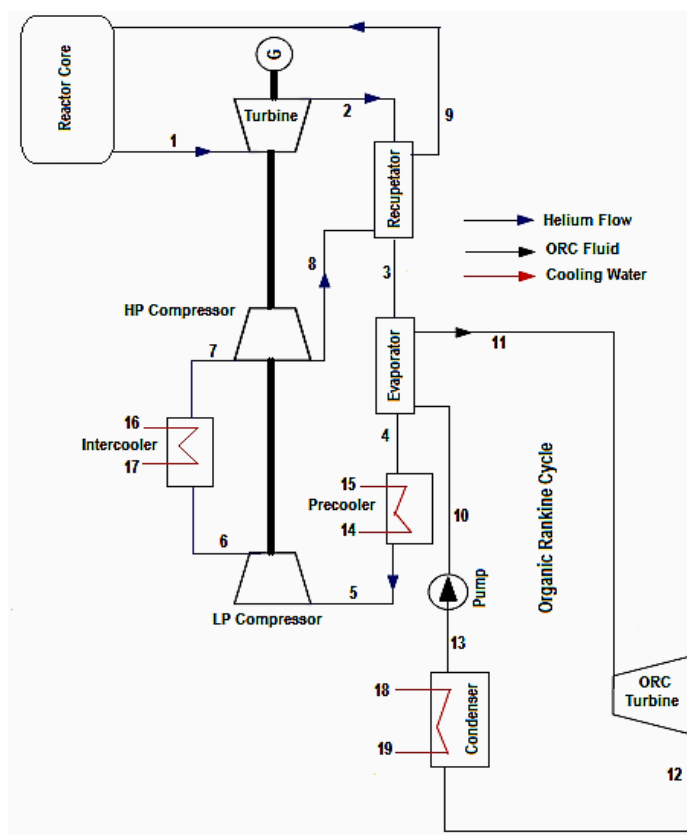 Reactor Core
G
Turbine
1
2
9
Recupetator
Helium Flow
ORC Fluid
Cooling Water
8
3
HP Compressor
7
Evaporator
11
16
Intercooler
17
4
15
Precooler
14
10
Organic Rankine Cycle
6
5
LP Compressor
Pump
13
18
19
Condenser
ORC
Turbine
12